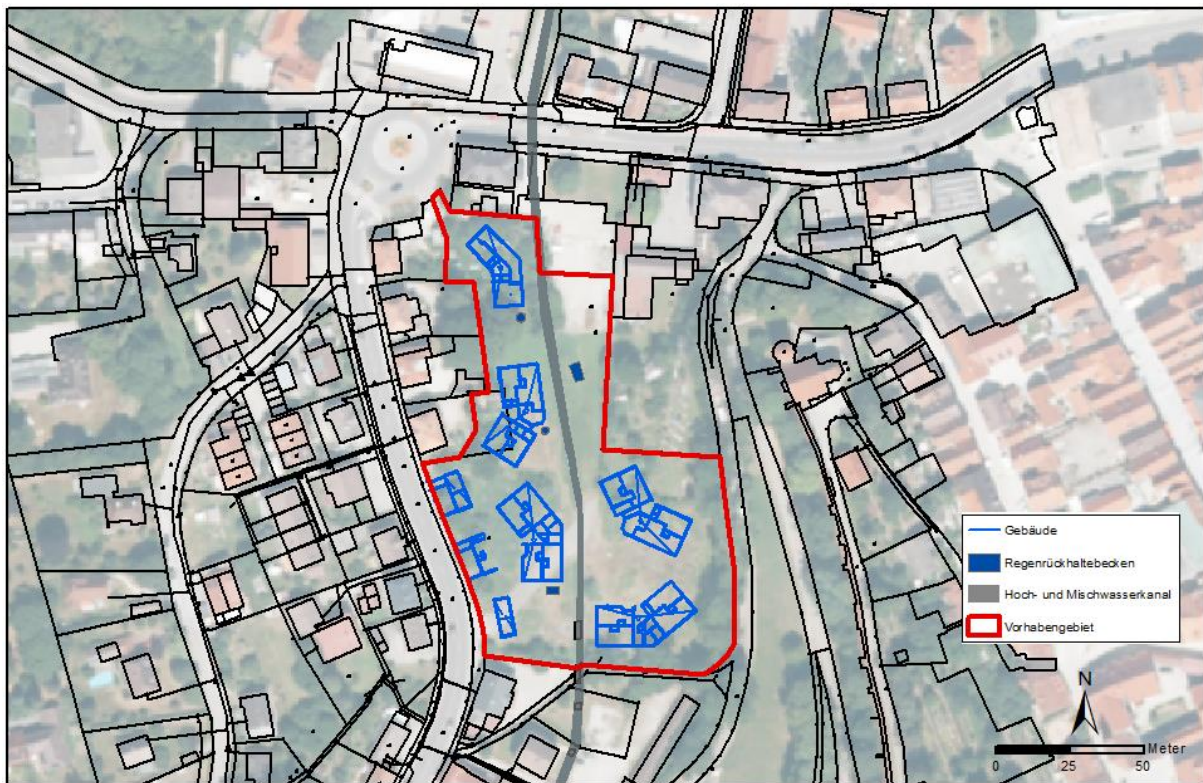 Gebäude
Regenrückhaltebecken
Hoch- und Mischwasserkanal
Vorhabengebiet
N
Meter
0 25 50